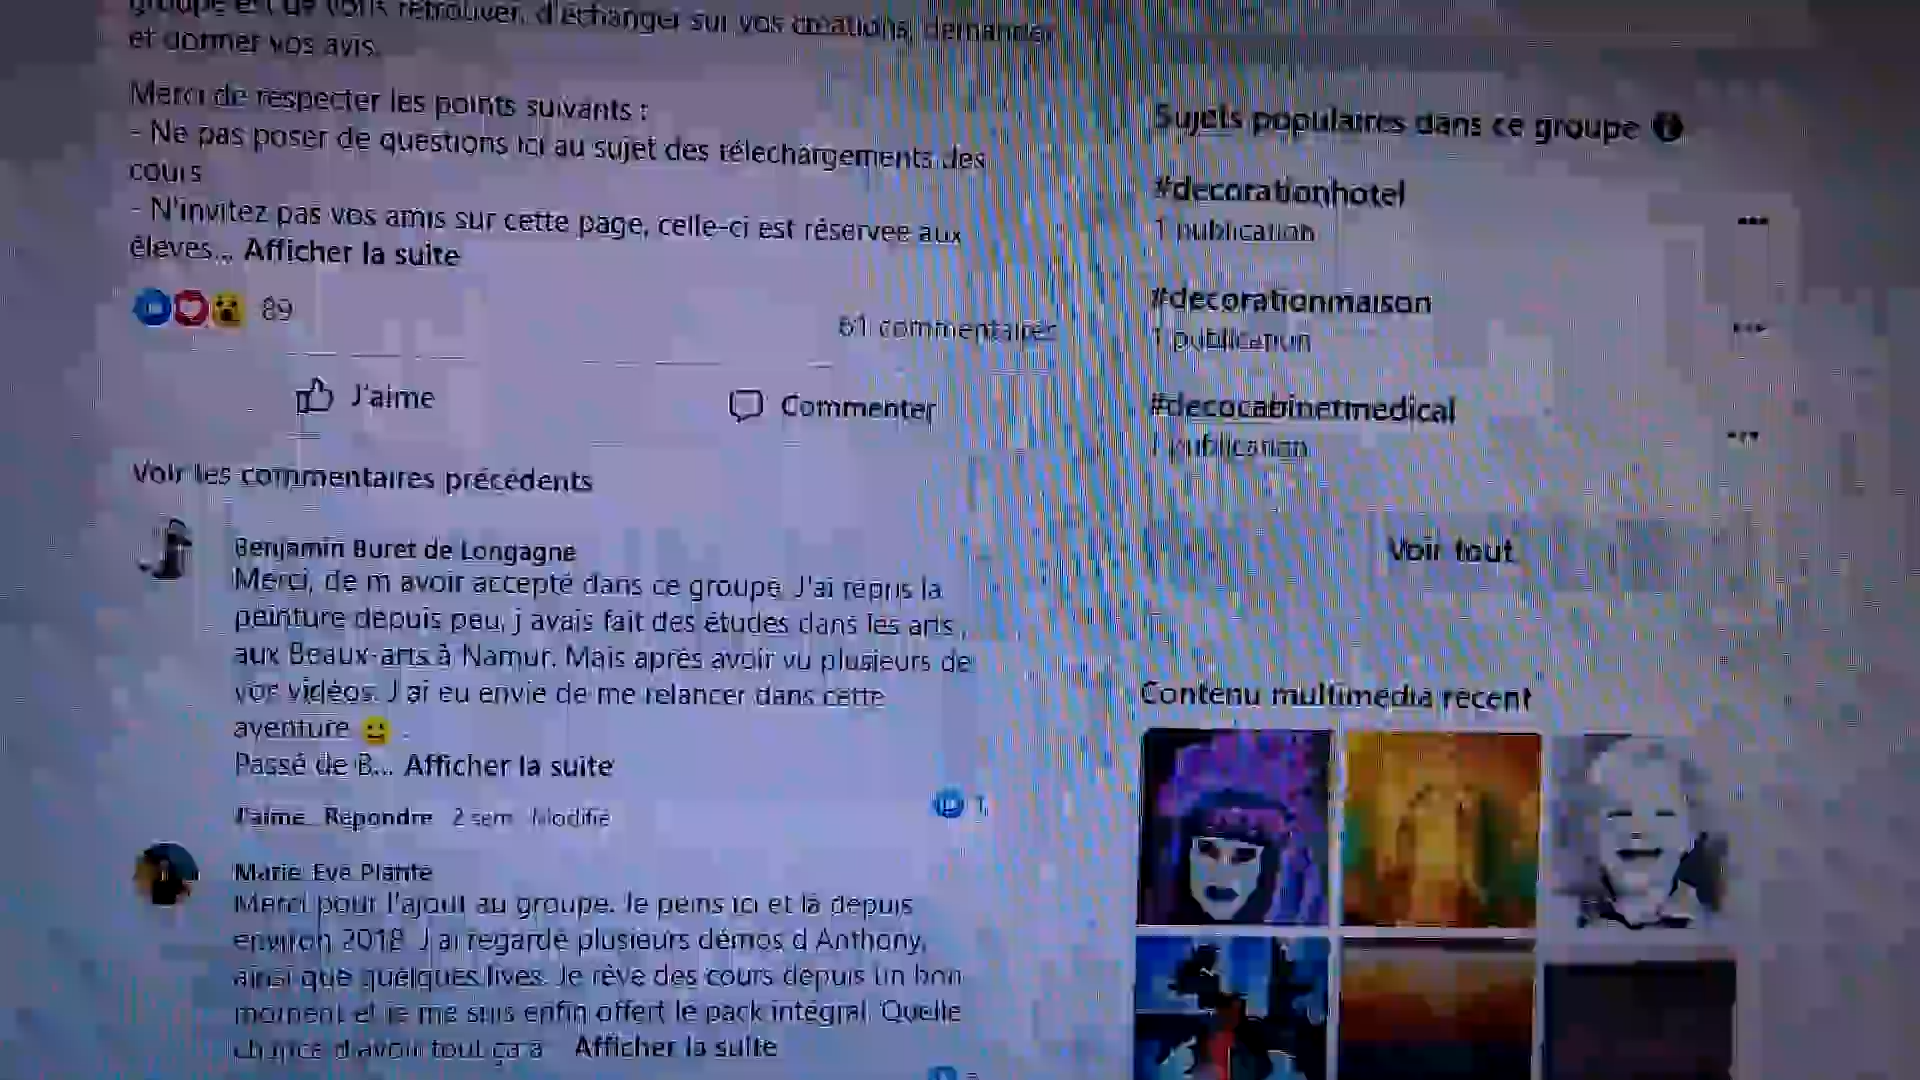 groupe et de vous retrouver, d'échanger sur vos créations, demander
et donner vos avis.
Merci de respecter les points suivants :
- Ne pas poser de questions ici au sujet des téléchargements des
cours
- N'invitez pas vos amis sur cette page, celle-ci est réservée aux
élèves... Afficher la suite
89
61 commentaires
J'aime
Commenter
Voir les commentaires précédents
Benjamin Buret de Longagne
Merci, de m avoir accepté dans ce groupe. J'ai repris la
peinture depuis peu, j avais fait des études dans les arts ,
aux Beaux-arts à Namur. Mais après avoir vu plusieurs de
vos vidéos. J ai eu envie de me relancer dans cette
aventure
Passé de B... Afficher la suite
J'aime Répondre 2 sem Modifié
1
Marie Eve Plante
Merci pour l'ajout au groupe. Je peins ici et là depuis
environ 2018. J ai regardé plusieurs démos d Anthony,
ainsi que quelques lives. Je rêve des cours depuis un bon
moment et je me suis enfin offert le pack intégral. Quelle
chance d'avoir tout ça à Afficher la suite
Sujets populaires dans ce groupe
#decorationhotel
1 publication
#decorationmaison
1 publication
#decocabinetmedical
1 publication
Voir tout
Contenu multimédia récent